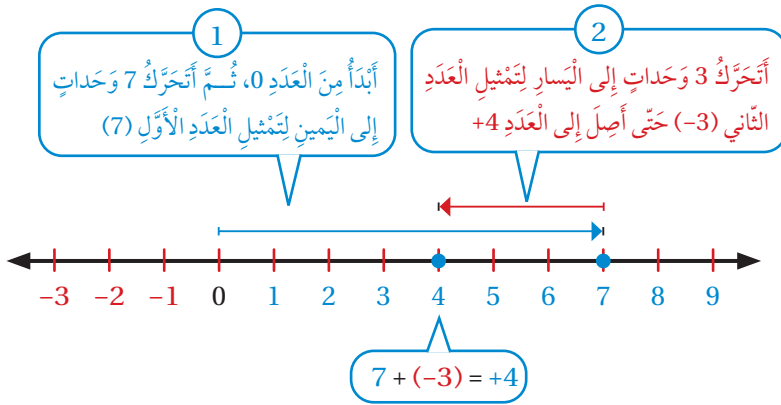 1
أَبْدَأُ مِنَ الْعَدَدِ 0، ثُـمَّ أَتَحَرَّكُ 7 وَحَداتٍ
إِلى الْيَمينِ لِتَمْثيلِ الْعَدَدِ الْأَوَّلِ (7)
2
أَتَحَرَّكُ 3 وَحَداتٍ إِلى الْيَسارِ لِتَمْثيلِ الْعَدَدِ
الثّاني (–3) حَتّى أَصِلَ إِلى الْعَدَدِ 4+
–3 –2 –1 0 1 2 3 4 5 6 7 8 9
7 + (–3) = +4